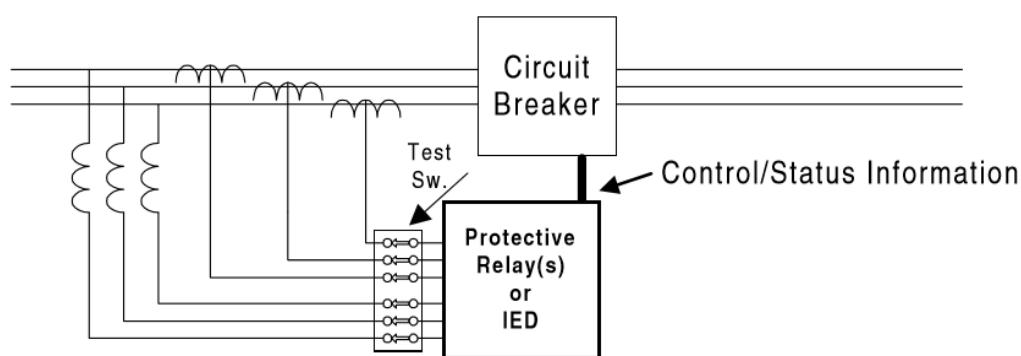 Circuit
Breaker
Test
Sw.
Control/Status Information
Protective
Relay(s)
or
IED